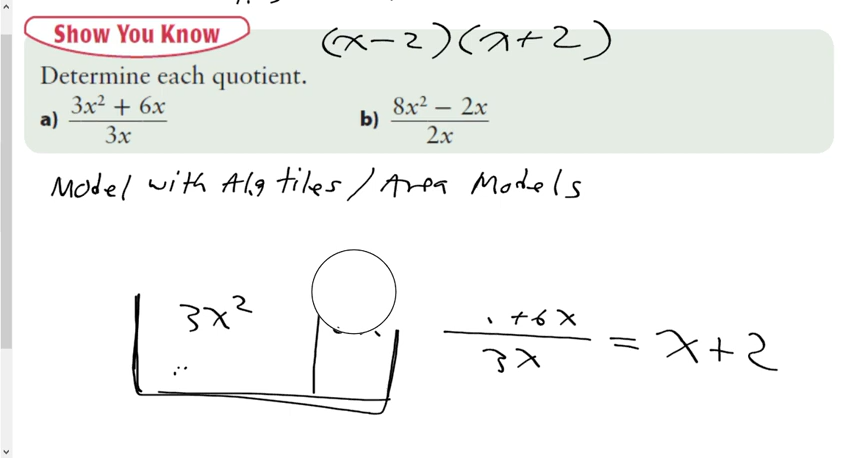 (x-2)(x+2)
Show You Know
Determine each quotient.
a) 3x² + 6x / 3x
b) 8x² − 2x / 2x
Model with Alg tiles / Area Models
3x²
+6x / 3x = x+2